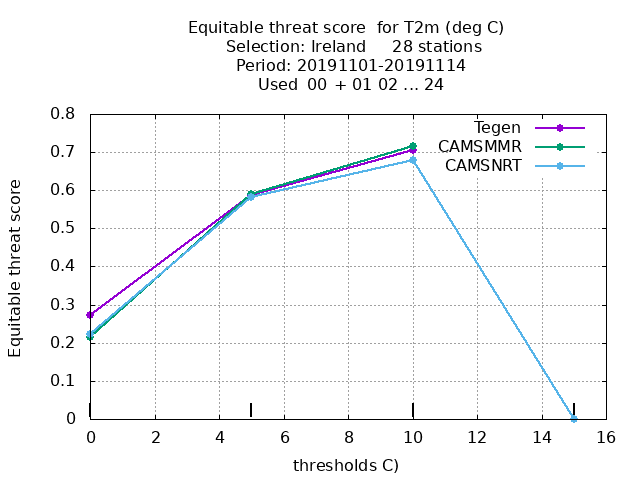 Equitable threat score  for T2m (deg C)
Selection: Ireland     28 stations
Period: 20191101-20191114
Used  00  + 01 02 ... 24
Tegen
CAMSMMR
CAMSNRT
Equitable threat score
0.8
0.7
0.6
0.5
0.4
0.3
0.2
0.1
0
0 2 4 6 8 10 12 14 16
thresholds C)